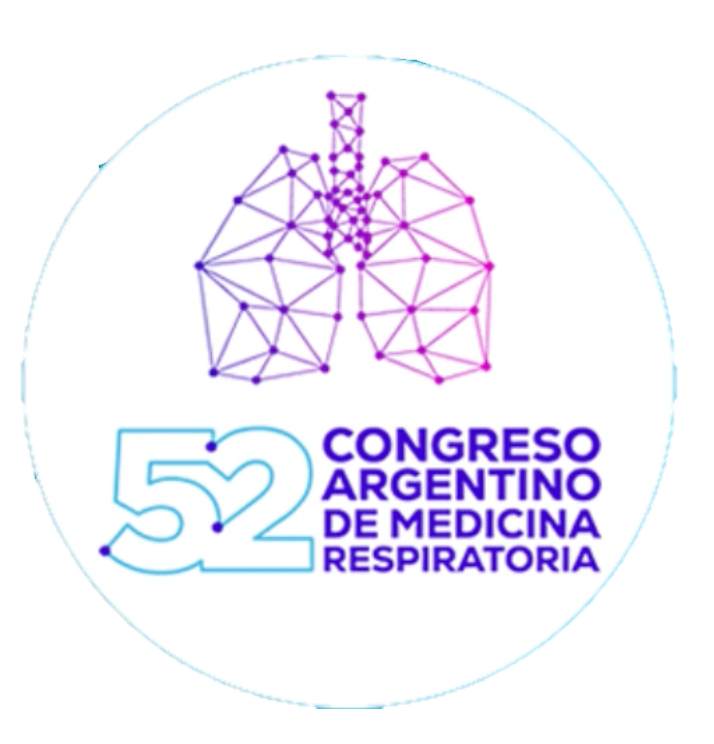 52
CONGRESO
ARGENTINO
DE MEDICINA
RESPIRATORIA